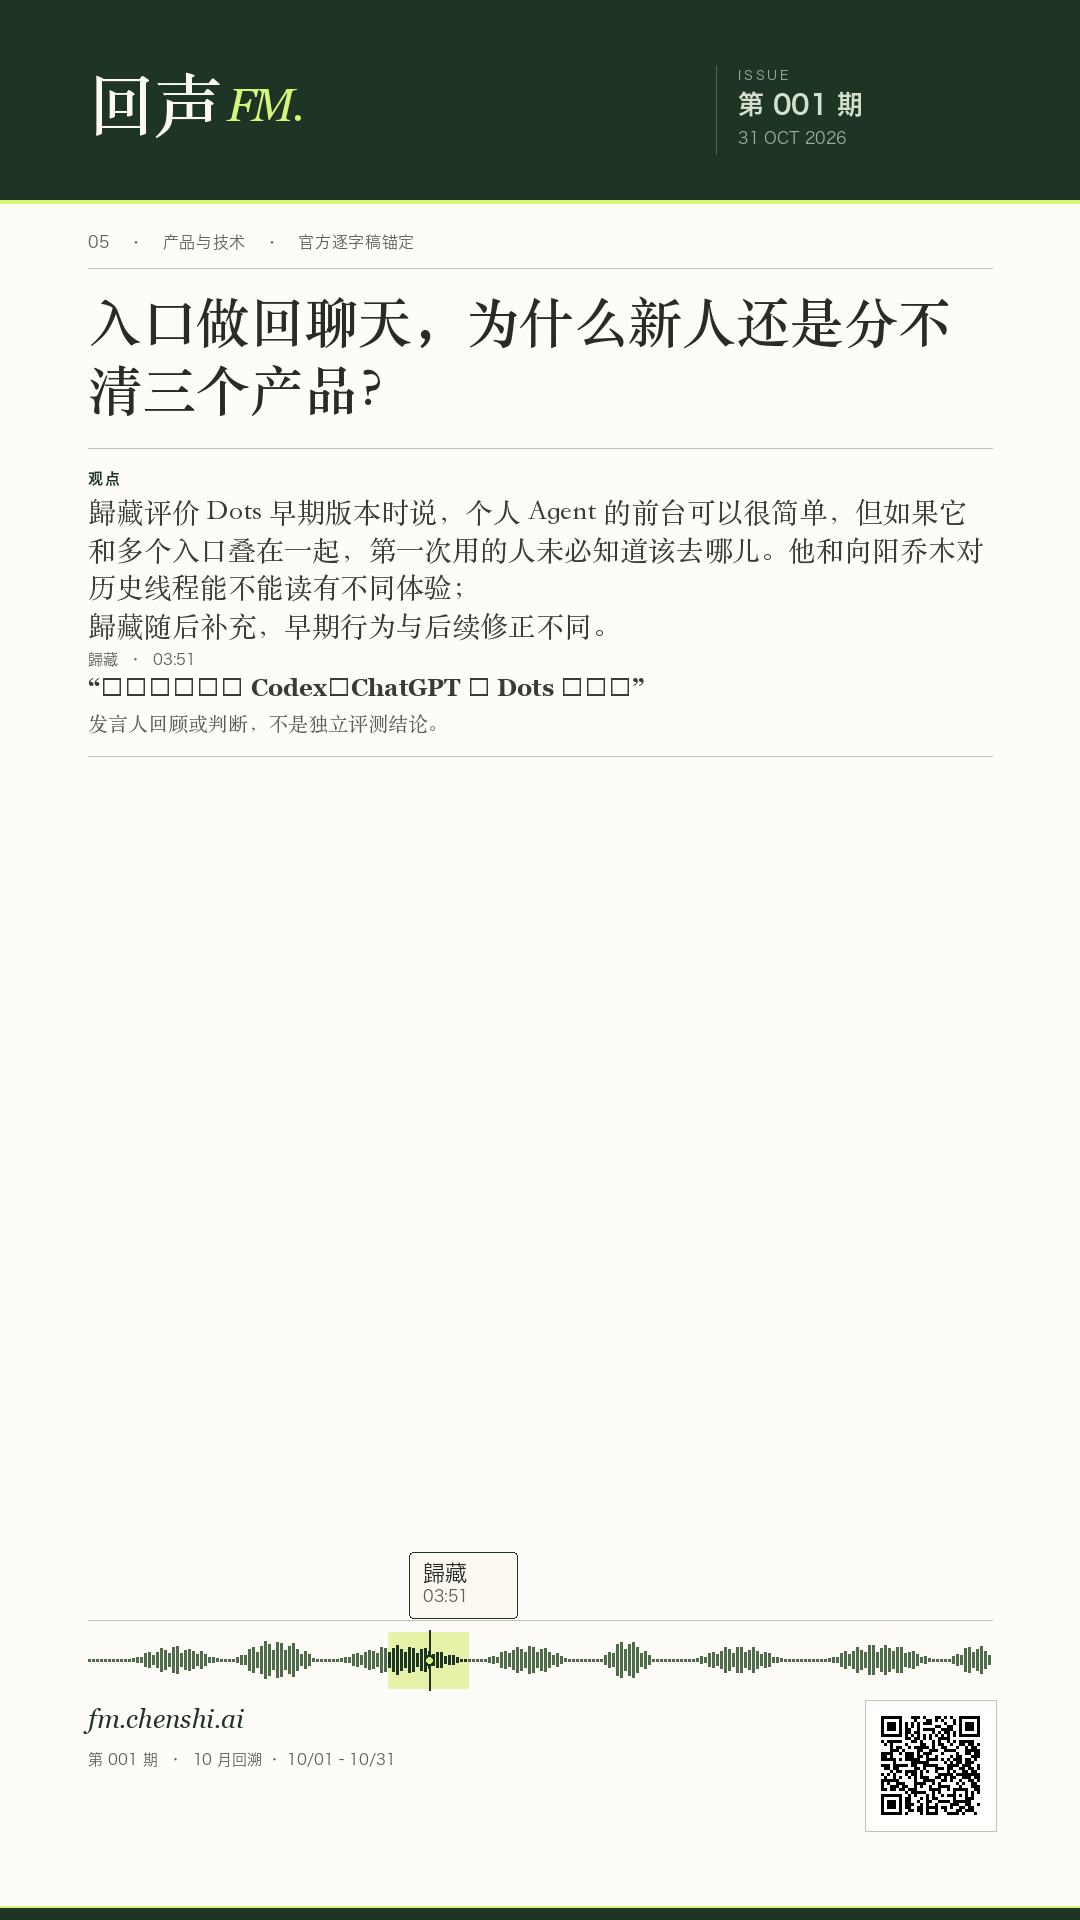 回声 FM.
ISSUE
第 001 期
31 OCT 2026
05 · 产品与技术 · 官方逐字稿锚定
入口做回聊天，为什么新人还是分不
清三个产品?
观点
歸藏评价 Dots 早期版本时说，个人 Agent 的前台可以很简单，但如果它
和多个入口叠在一起，第一次用的人未必知道该去哪儿。他和向阳乔木对
历史线程能不能读有不同体验；
歸藏随后补充，早期行为与后续修正不同。
歸藏 · 03:51
“□□□□□□ Codex□ChatGPT □ Dots □□□”
发言人回顾或判断，不是独立评测结论。
歸藏
03:51
fm.chenshi.ai
第 001 期 · 10 月回溯 · 10/01 - 10/31